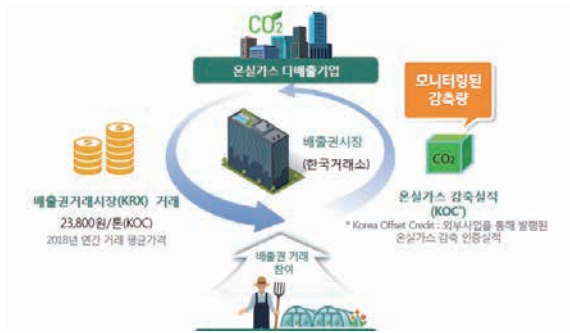 CO2
온실가스 다배출기업
모니터링된
감축량
배출권시장
(한국거래소)
CO2
배출권거래시장(KRX) 거래
23,800원/톤(KOC)
2018년 연간 거래 평균가격
온실가스 감축실적
(KOC*)
* Korea Offset Credit : 외부사업을 통해 발행된
온실가스 감축 인증실적
배출권 거래
참여